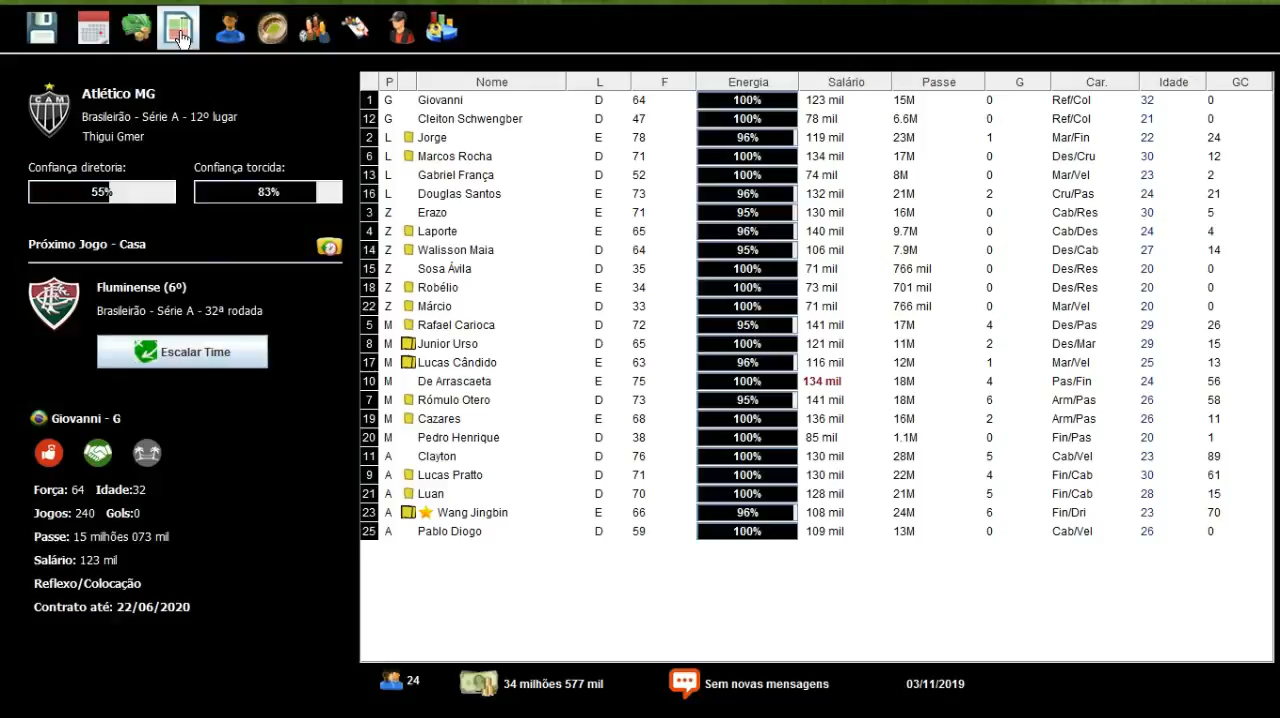 Atlético MG
Brasileirão - Série A - 12º lugar
Thigui Gmer
Confiança diretoria: Confiança torcida:
55% 83%
Próximo Jogo - Casa
Fluminense (6º)
Brasileirão - Série A - 32ª rodada
Escalar Time
Giovanni - G
Força: 64 Idade:32
Jogos: 240 Gols:0
Passe: 15 milhões 073 mil
Salário: 123 mil
Reflexo/Colocação
Contrato até: 22/06/2020
P Nome L F Energia Salário Passe G Car. Idade GC
1 G Giovanni D 64 100% 123 mil 15M 0 Ref/Col 32 0
12 G Cleiton Schwengber D 47 100% 78 mil 6.6M 0 Ref/Col 21 0
2 L Jorge E 78 96% 119 mil 23M 1 Mar/Fin 22 24
6 L Marcos Rocha D 71 100% 134 mil 17M 0 Des/Cru 30 12
13 L Gabriel França D 52 100% 74 mil 8M 0 Mar/Vel 23 2
16 L Douglas Santos E 73 96% 132 mil 21M 2 Cru/Pas 24 21
3 Z Erazo E 71 95% 130 mil 16M 0 Cab/Res 30 5
4 Z Laporte E 65 96% 140 mil 9.7M 0 Cab/Des 24 4
14 Z Walisson Maia D 64 95% 106 mil 7.9M 0 Des/Cab 27 14
15 Z Sosa Ávila D 35 100% 71 mil 766 mil 0 Des/Res 20 0
18 Z Robélio E 34 100% 73 mil 701 mil 0 Des/Res 20 0
22 Z Márcio D 33 100% 71 mil 766 mil 0 Mar/Vel 20 0
5 M Rafael Carioca D 72 95% 141 mil 17M 4 Des/Pas 29 26
8 M Junior Urso D 65 100% 121 mil 11M 2 Des/Mar 29 15
17 M Lucas Cândido E 63 96% 116 mil 12M 1 Mar/Vel 25 13
10 M De Arrascaeta E 75 100% 134 mil 18M 4 Pas/Fin 24 56
7 M Rómulo Otero D 73 95% 141 mil 18M 6 Arm/Pas 26 58
19 M Cazares E 68 100% 136 mil 16M 2 Arm/Pas 26 11
20 M Pedro Henrique D 38 100% 85 mil 1.1M 0 Fin/Pas 20 1
11 A Clayton D 76 100% 130 mil 28M 5 Cab/Vel 23 89
9 A Lucas Pratto D 71 100% 130 mil 22M 4 Fin/Cab 30 61
21 A Luan D 70 100% 128 mil 21M 5 Fin/Cab 28 15
23 A Wang Jingbin E 66 96% 108 mil 24M 6 Fin/Dri 23 70
25 A Pablo Diogo D 59 100% 109 mil 13M 0 Cab/Vel 26 0
24 34 milhões 577 mil Sem novas mensagens 03/11/2019